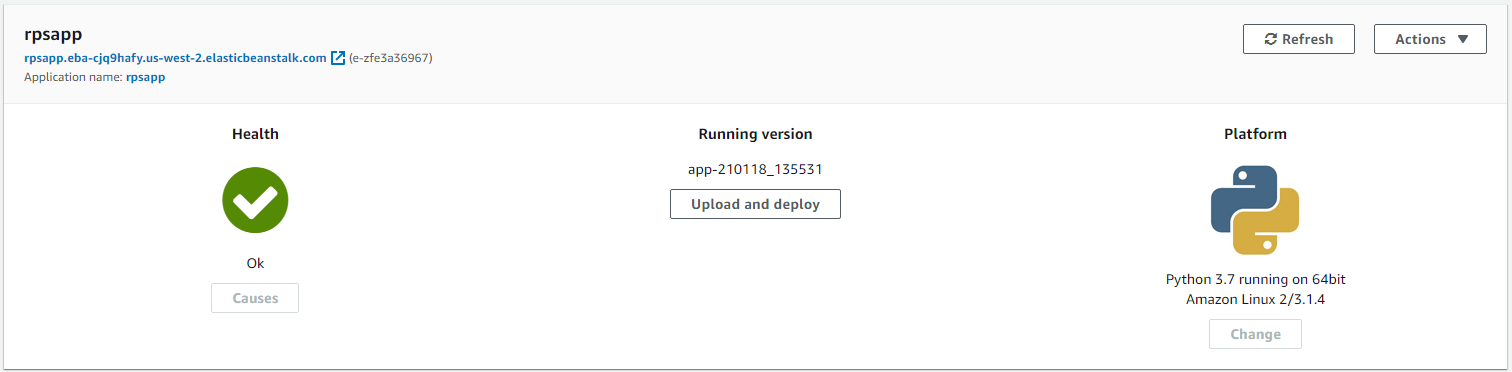 rpsapp
rpsapp.eba-cjq9hafy.us-west-2.elasticbeanstalk.com (e-zfe3a36967)
Application name: rpsapp
Refresh
Actions
Health
Ok
Causes
Running version
app-210118_135531
Upload and deploy
Platform
Python 3.7 running on 64bit
Amazon Linux 2/3.1.4
Change